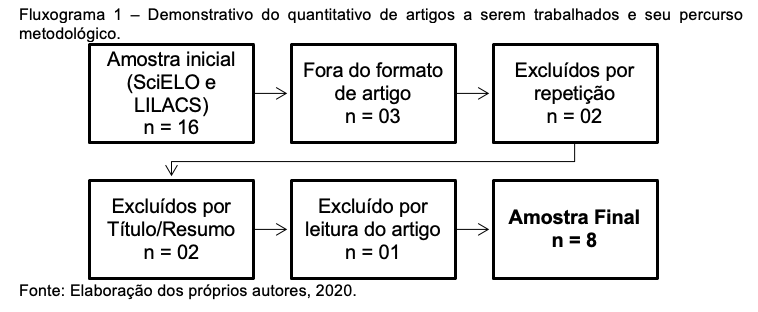 Fluxograma 1 – Demonstrativo do quantitativo de artigos a serem trabalhados e seu percurso
metodológico.
Amostra inicial
(SciELO e
LILACS)
n = 16
Fora do formato
de artigo
n = 03
Excluídos por
repetição
n = 02
Excluídos por
Título/Resumo
n = 02
Excluído por
leitura do artigo
n = 01
Amostra Final
n = 8
Fonte: Elaboração dos próprios autores, 2020.